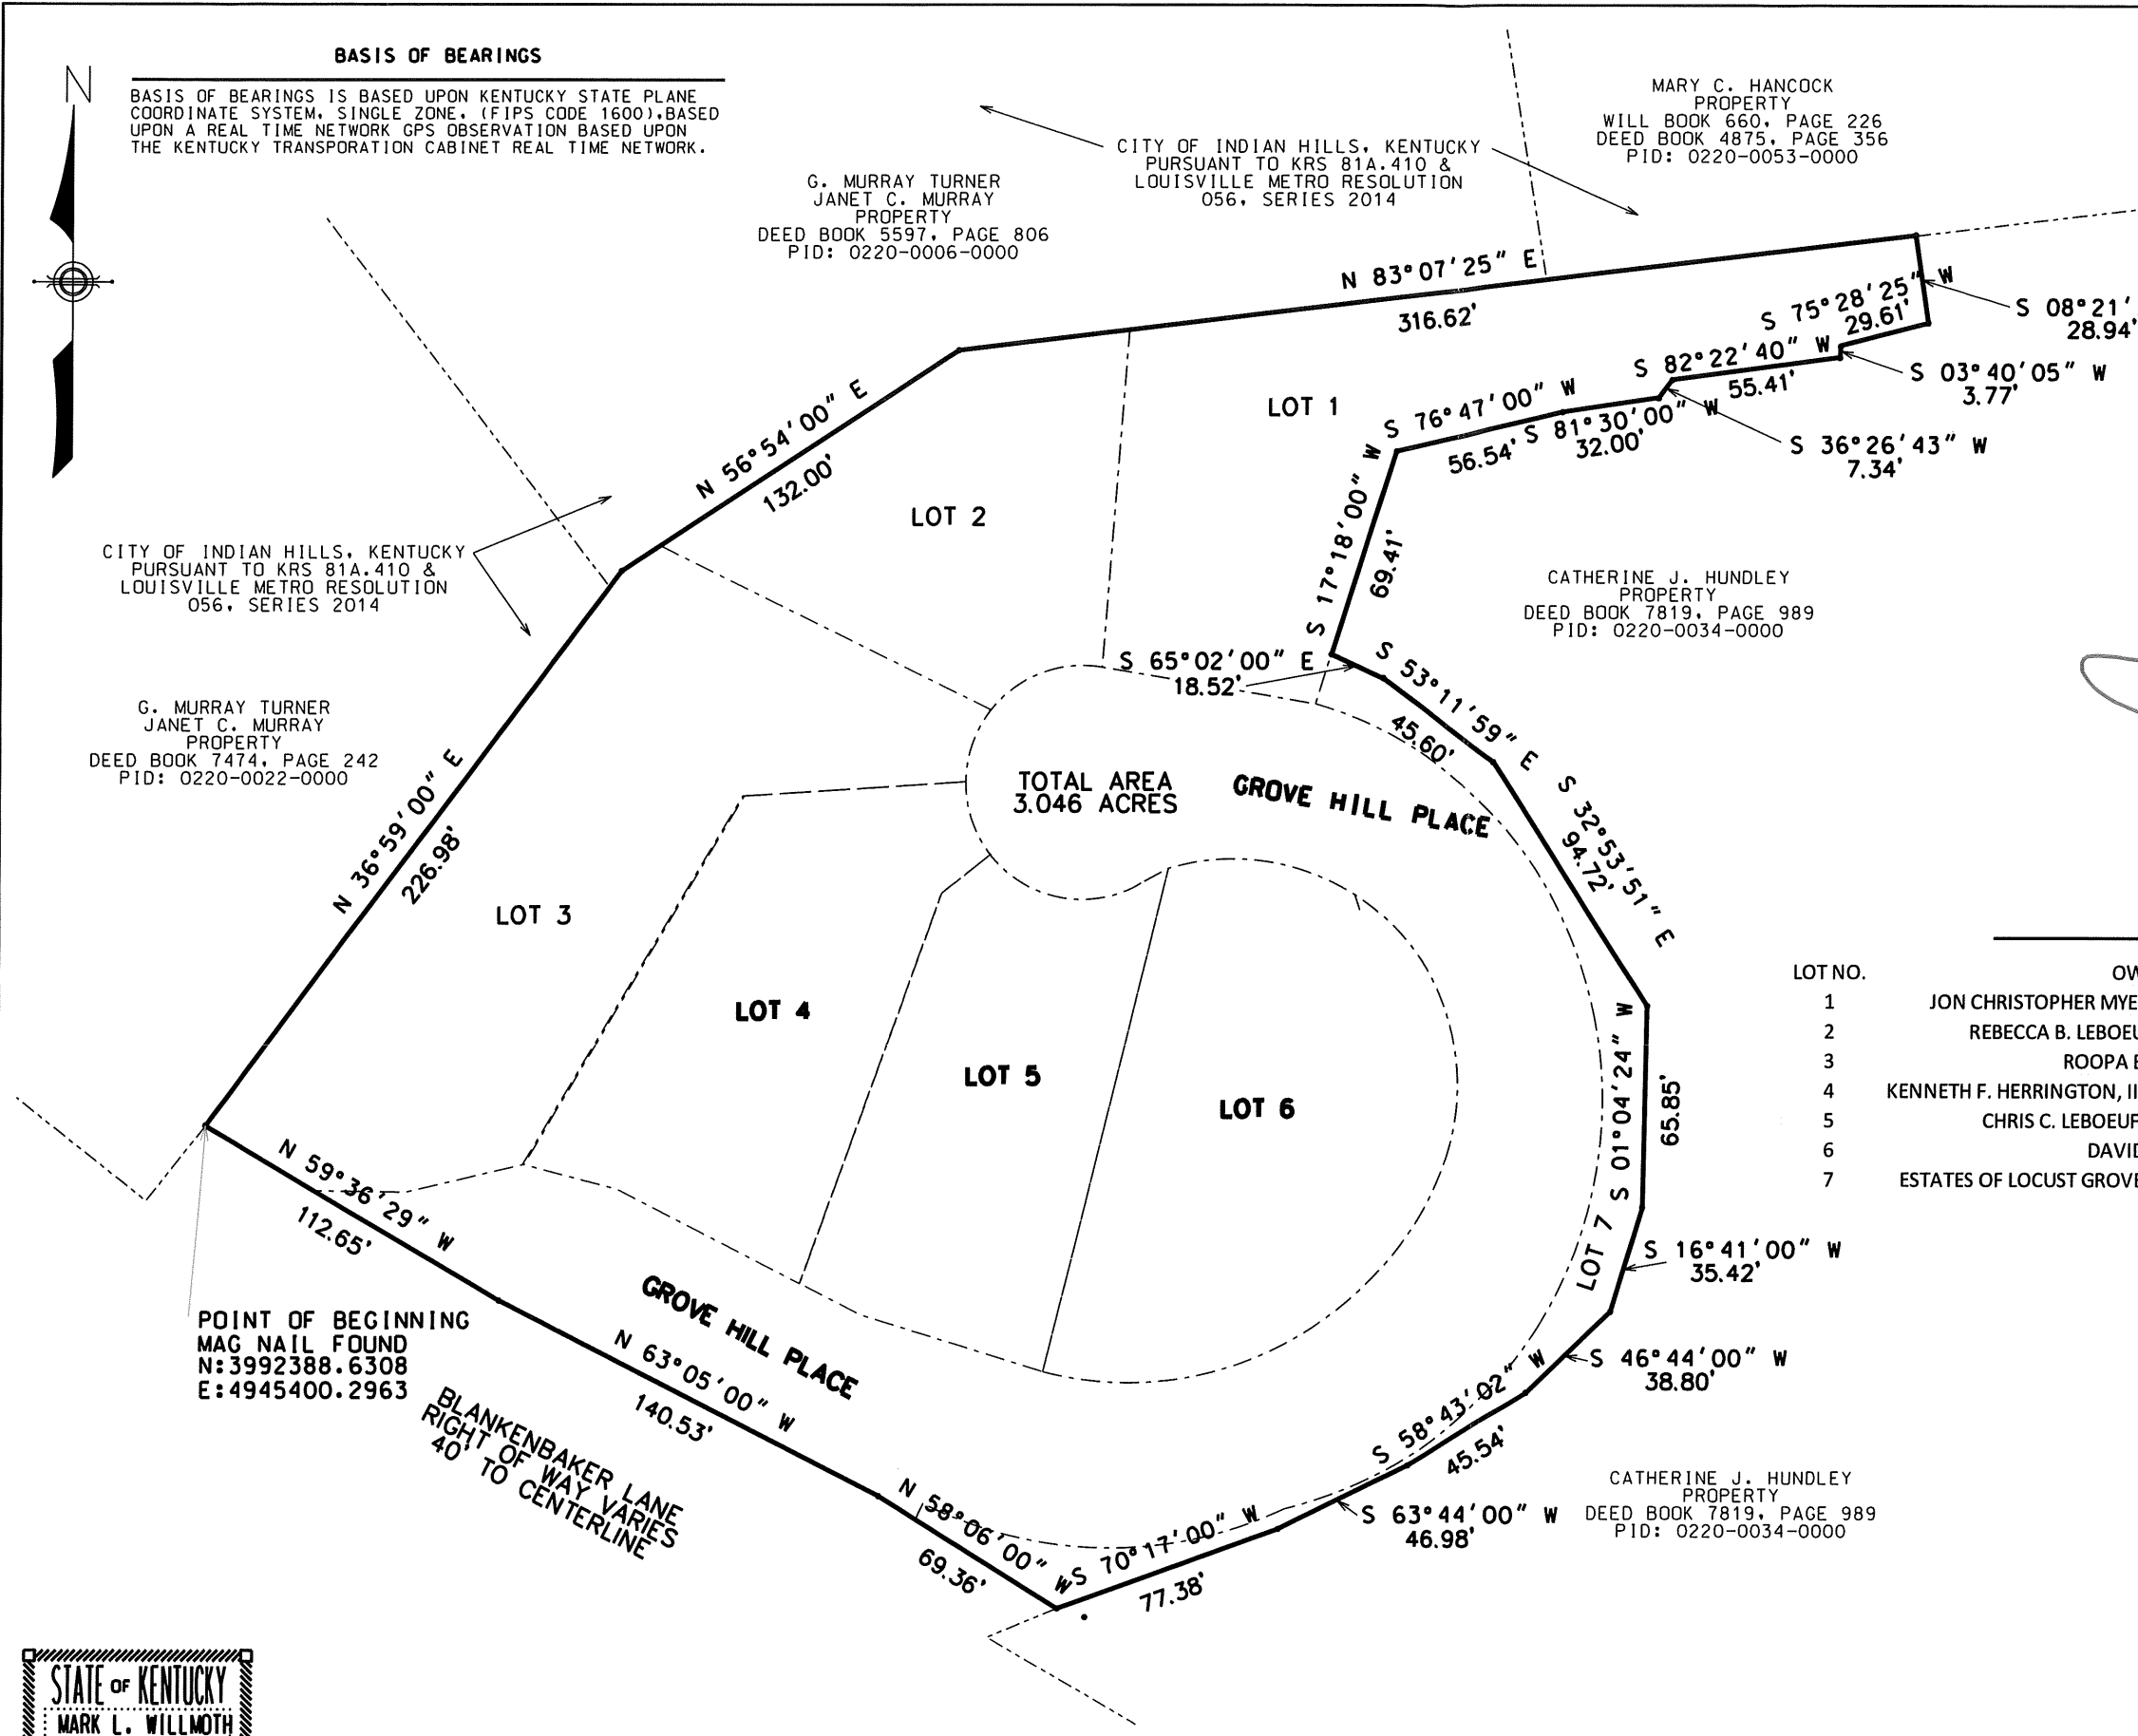 BASIS OF BEARINGS
N
BASIS OF BEARINGS IS BASED UPON KENTUCKY STATE PLANE
COORDINATE SYSTEM, SINGLE ZONE, (FIPS CODE 1600),BASED
UPON A REAL TIME NETWORK GPS OBSERVATION BASED UPON
THE KENTUCKY TRANSPORATION CABINET REAL TIME NETWORK.
G. MURRAY TURNER
JANET C. MURRAY
PROPERTY
DEED BOOK 5597, PAGE 806
PID: 0220-0006-0000
CITY OF INDIAN HILLS, KENTUCKY
PURSUANT TO KRS 81A.410 &
LOUISVILLE METRO RESOLUTION
056, SERIES 2014
MARY C. HANCOCK
PROPERTY
WILL BOOK 660, PAGE 226
DEED BOOK 4875, PAGE 356
PID: 0220-0053-0000
N 83°07'25" E
316.62'
S 75°28'25" W
29.61'
S 08°21'
28.94'
S 82°22'40" W
55.41'
S 03°40'05" W
3.77'
S 76°47'00" W
56.54'
S 81°30'00" W
32.00'
S 36°26'43" W
7.34'
N 56°54'00" E
132.00'
LOT 1
LOT 2
S 17°18'00" W
69.41'
CITY OF INDIAN HILLS, KENTUCKY
PURSUANT TO KRS 81A.410 &
LOUISVILLE METRO RESOLUTION
056, SERIES 2014
CATHERINE J. HUNDLEY
PROPERTY
DEED BOOK 7819, PAGE 989
PID: 0220-0034-0000
S 65°02'00" E
18.52'
S 53°11'59" E
45.60'
G. MURRAY TURNER
JANET C. MURRAY
PROPERTY
DEED BOOK 7474, PAGE 242
PID: 0220-0022-0000
N 36°59'00" E
226.98'
TOTAL AREA
3.046 ACRES
GROVE HILL PLACE
S 32°53'51" E
94.72'
LOT 3
LOT 4
LOT 5
LOT 6
LOT NO.
OW
1 JON CHRISTOPHER MYE
2 REBECCA B. LEBOEU
3 ROOPA
4 KENNETH F. HERRINGTON, II
5 CHRIS C. LEBOEUF
6 DAVID
7 ESTATES OF LOCUST GROVE
S 01°04'24" W
65.85'
LOT 7
N 59°36'29" W
112.65'
S 16°41'00" W
35.42'
POINT OF BEGINNING
MAG NAIL FOUND
N:3992388.6308
E:4945400.2963
GROVE HILL PLACE
N 63°05'00" W
140.53'
S 46°44'00" W
38.80'
S 58°43'02" W
45.54'
BLANKENBAKER LANE
RIGHT OF WAY VARIES
40' TO CENTERLINE
N 58°06'00" W
69.36'
S 70°17'00" W
77.38'
S 63°44'00" W
46.98'
CATHERINE J. HUNDLEY
PROPERTY
DEED BOOK 7819, PAGE 989
PID: 0220-0034-0000
STATE OF KENTUCKY
MARK L. WILLMOTH